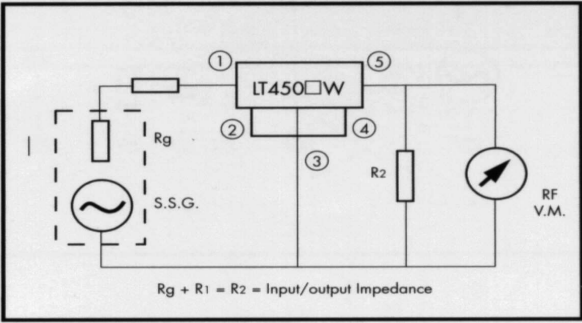 ① ⑤
LT450□W
② ④
Rg
③
R2
S.S.G.
RF
V.M.
Rg + R1 = R2 = Input/output Impedance